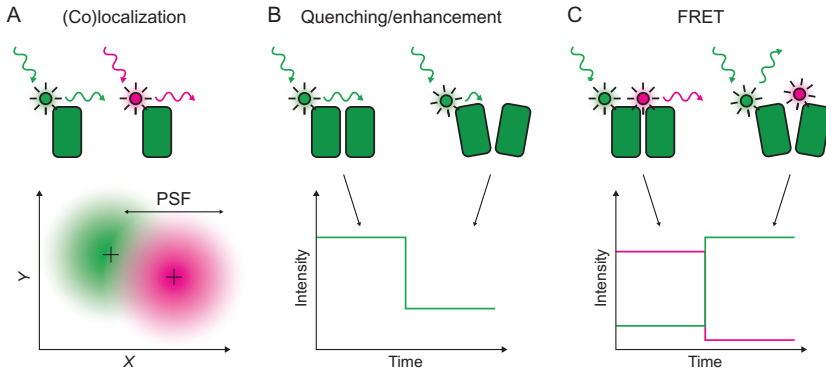 A (Co)localization
B Quenching/enhancement
C FRET
PSF
Y
X
Intensity
Time
Intensity
Time